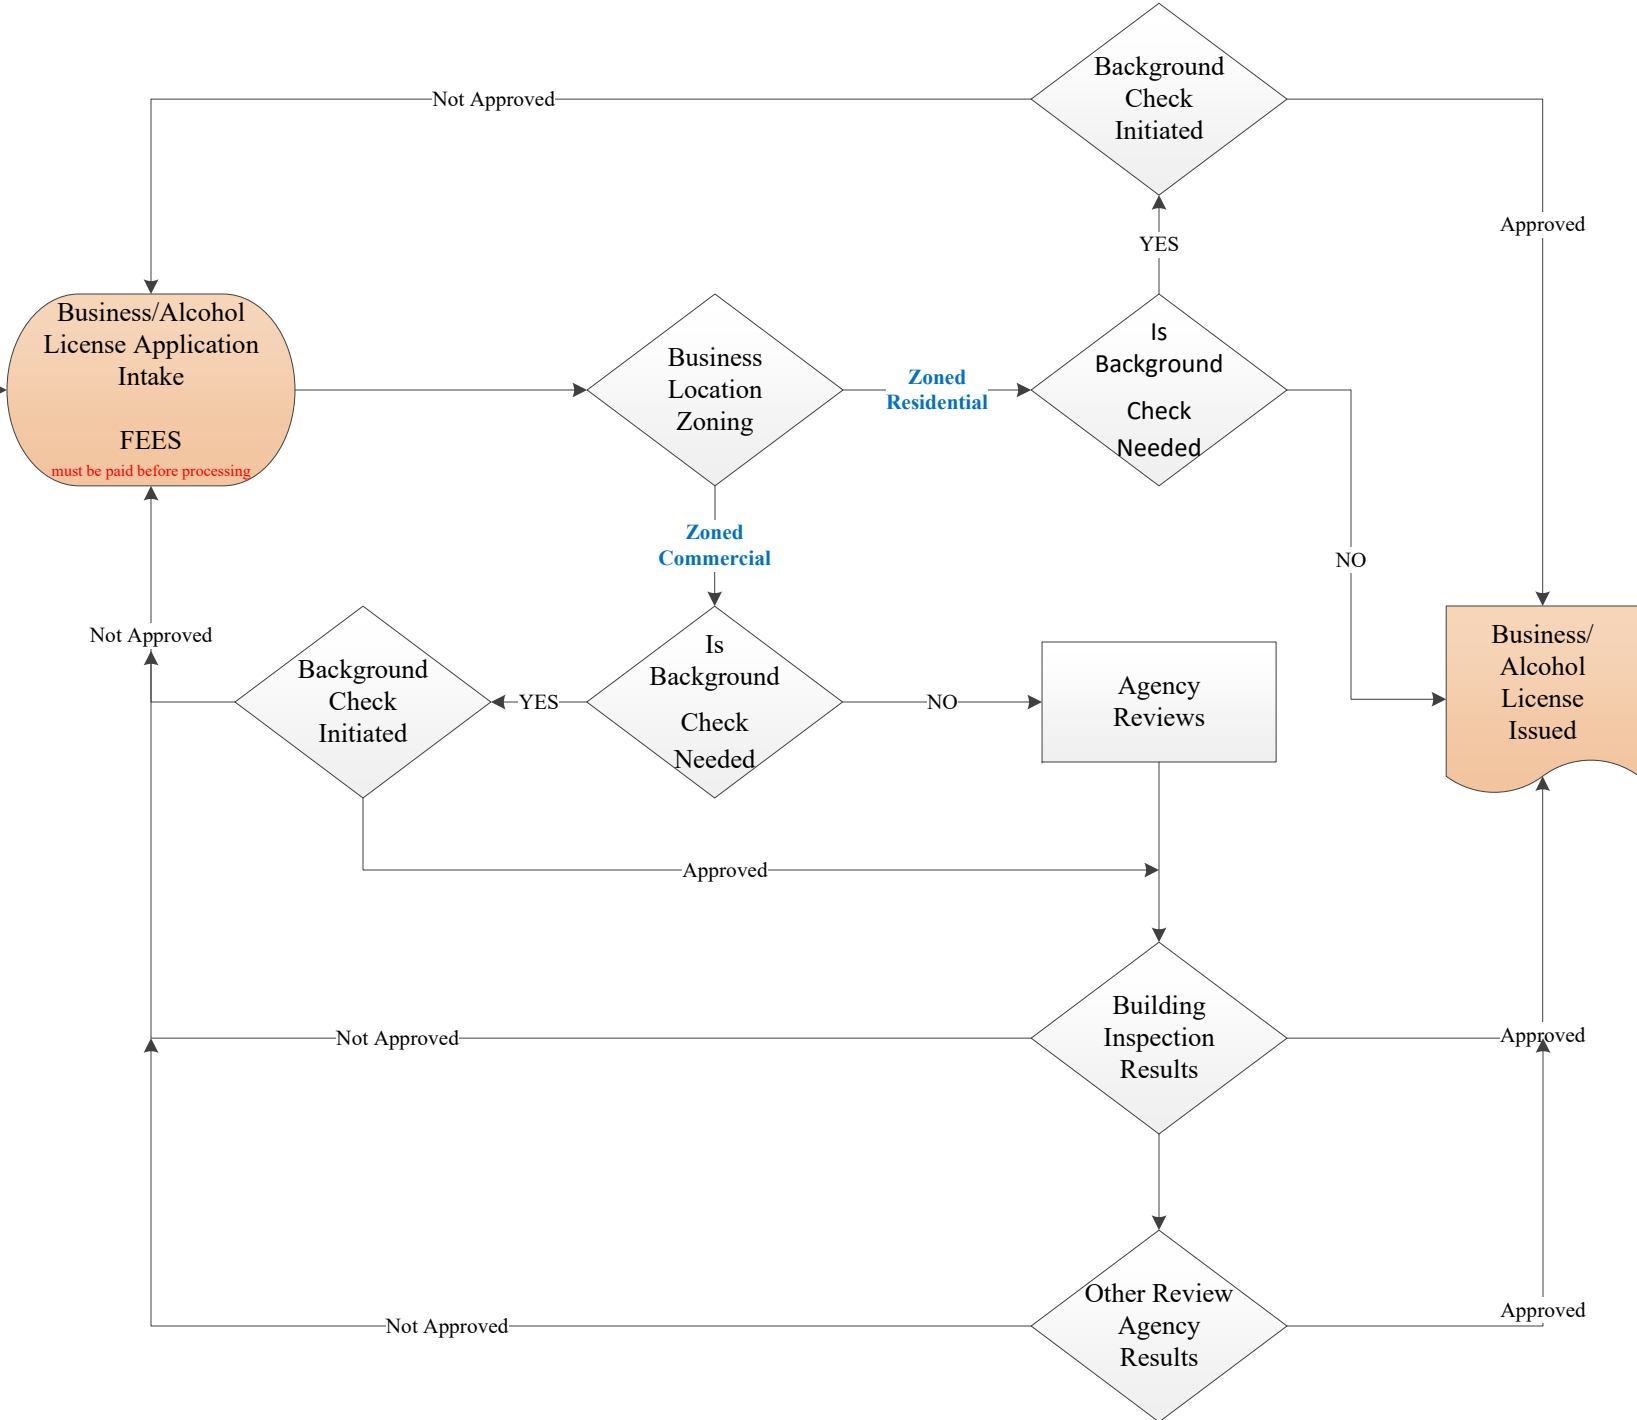 Background
Check
Initiated
Not Approved
Approved
YES
Business/Alcohol
License Application
Intake
FEES
must be paid before processing
Business
Location
Zoning
Zoned
Residential
Is
Background
Check
Needed
Zoned
Commercial
NO
Not Approved
Background
Check
Initiated
YES
Is
Background
Check
Needed
NO
Agency
Reviews
Business/
Alcohol
License
Issued
Approved
Building
Inspection
Results
Not Approved
Approved
Other Review
Agency
Results
Not Approved
Approved